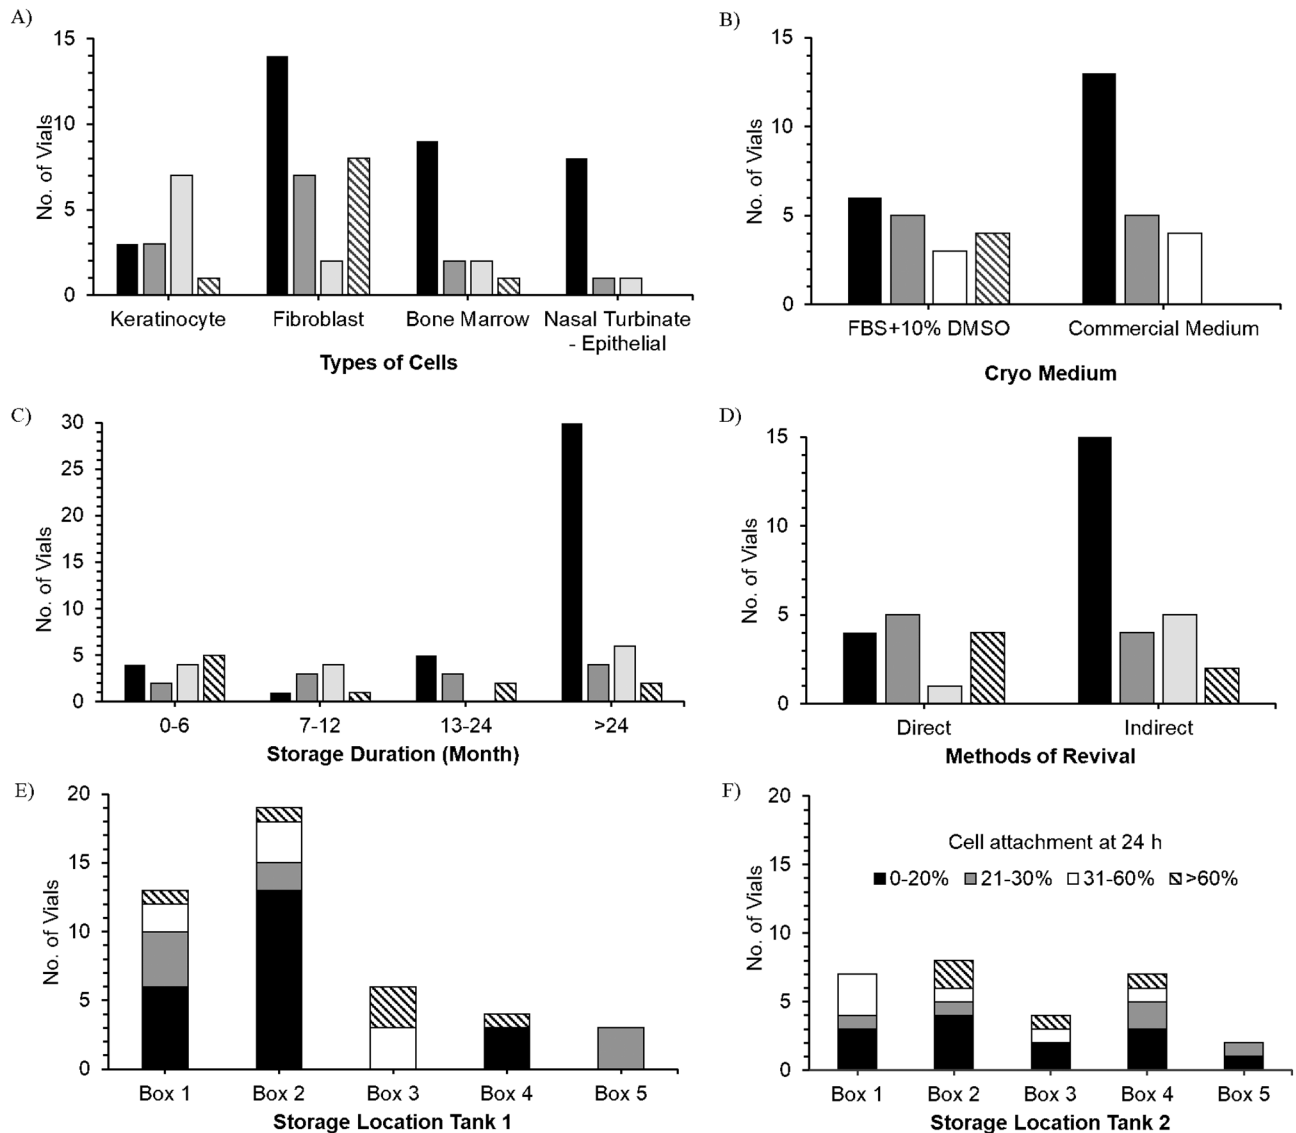 A)
15
10
5
0
No. of Vials
Keratinocyte
Fibroblast
Bone Marrow
Nasal Turbinate
- Epithelial
Types of Cells
B)
15
10
5
0
No. of Vials
FBS+10% DMSO
Commercial Medium
Cryo Medium
C)
30
25
20
15
10
5
0
No. of Vials
0-6
7-12
13-24
>24
Storage Duration (Month)
D)
15
10
5
0
No. of Vials
Direct
Indirect
Methods of Revival
E)
20
15
10
5
0
No. of Vials
Box 1
Box 2
Box 3
Box 4
Box 5
Storage Location Tank 1
F)
20
15
10
5
0
No. of Vials
Cell attachment at 24 h
0-20% 21-30% 31-60% >60%
Box 1
Box 2
Box 3
Box 4
Box 5
Storage Location Tank 2